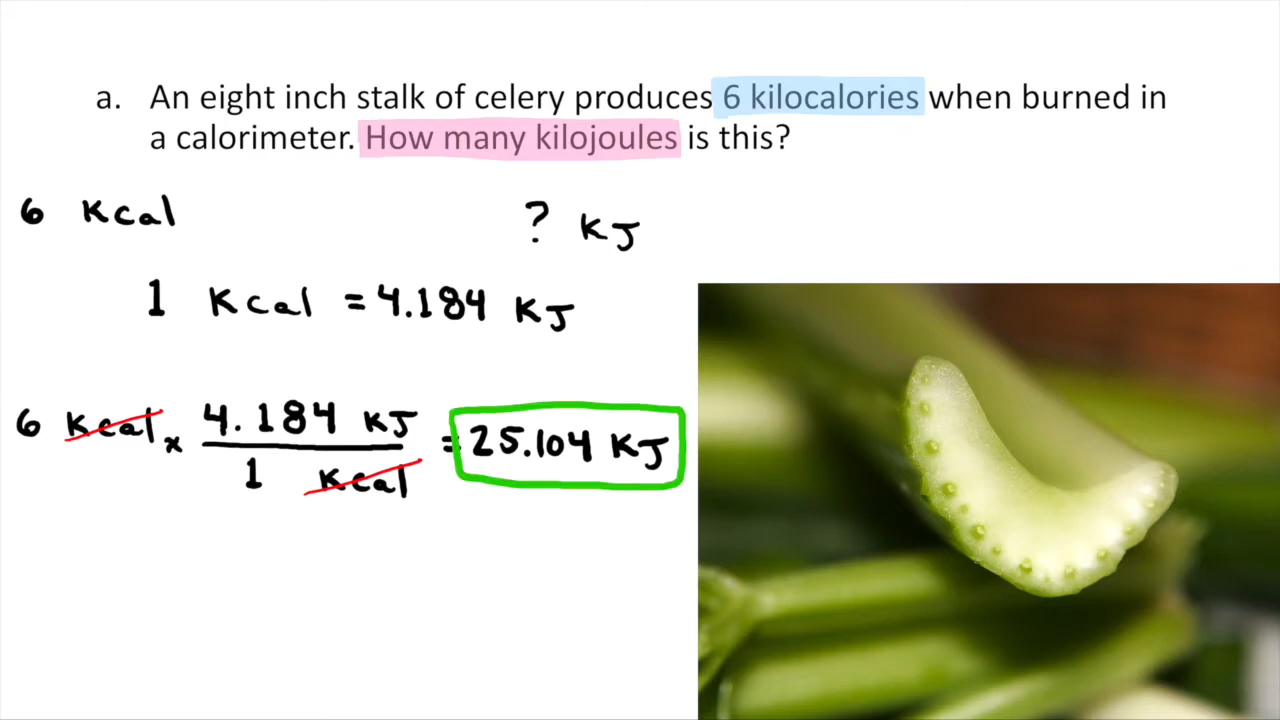 a. An eight inch stalk of celery produces 6 kilocalories when burned in
a calorimeter. How many kilojoules is this?
6 Kcal ? KJ
1 Kcal = 4.184 KJ
6 Kcal x 4.184 KJ = 25.104 KJ
1 Kcal